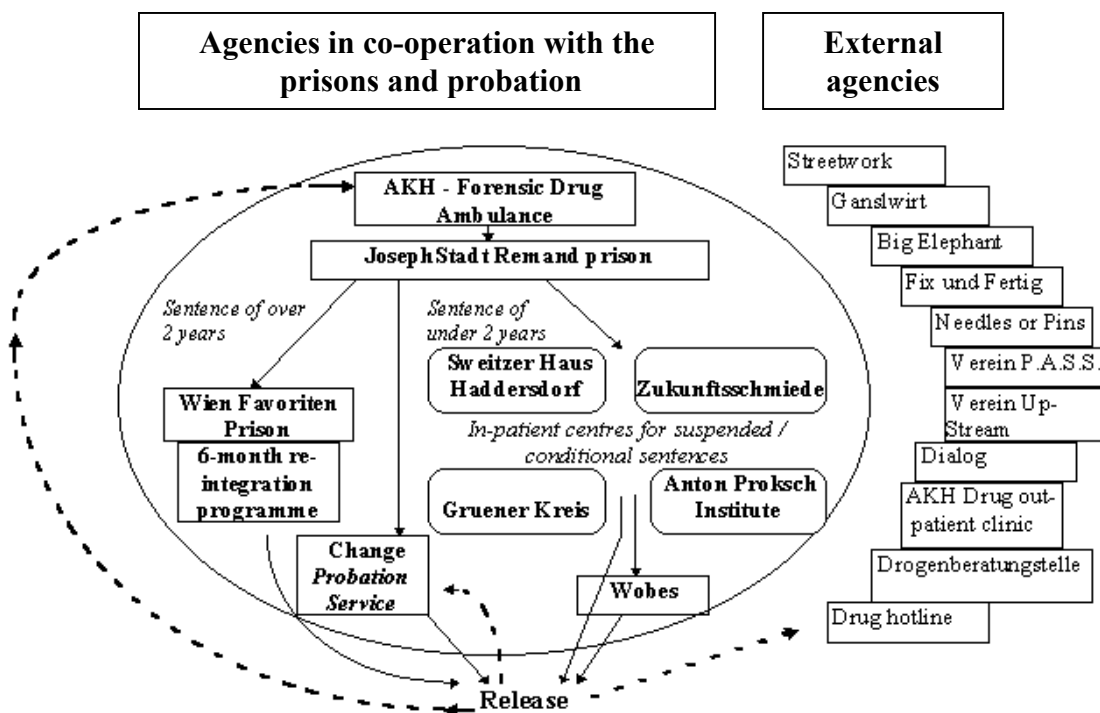 Agencies in co-operation with the
prisons and probation
External
agencies
AKH - Forensic Drug
Ambulance
Joseph Stadt Remand prison
Sentence of over
2 years
Sentence of
under 2 years
Sweitzer Haus
Haddersdorf
Zukunftsschmiede
Wien Favoriten
Prison
6-month re-
integration
programme
In-patient centres for suspended /
conditional sentences
Gruener Kreis
Anton Proksch
Institute
Change
Probation
Service
Wobes
Release
Streetwork
Ganslwirt
Big Elephant
Fix und Fertig
Needles or Pins
Verein P.A.S.S.
Verein Up-
Stream
Dialog
AKH Drug out-
patient clinic
Drogenberatungstelle
Drug hotline